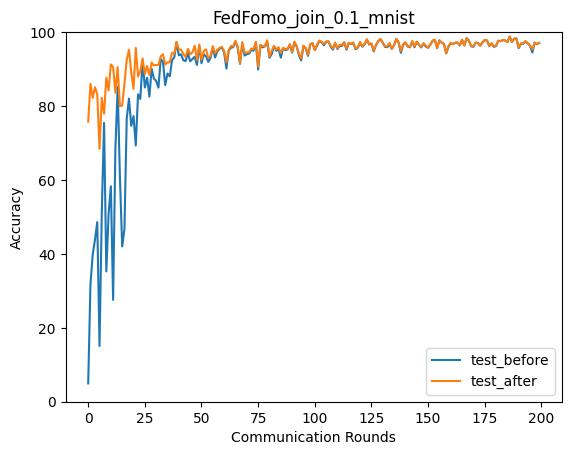 FedFomo_join_0.1_mnist
100
80
60
40
20
0
Accuracy
0 25 50 75 100 125 150 175 200
Communication Rounds
test_before
test_after